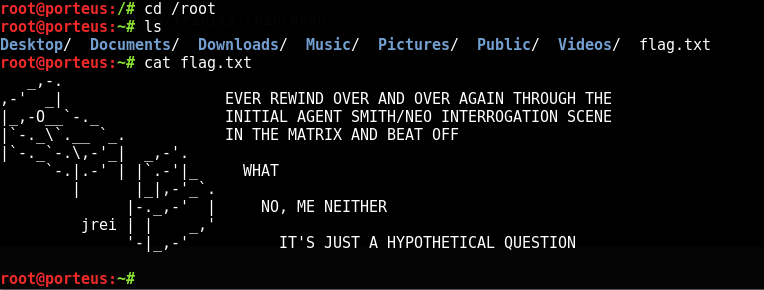 root@porteus:/# cd /root
root@porteus:~# ls
Desktop/  Documents/  Downloads/  Music/  Pictures/  Public/  Videos/  flag.txt
root@porteus:~# cat flag.txt
EVER REWIND OVER AND OVER AGAIN THROUGH THE
INITIAL AGENT SMITH/NEO INTERROGATION SCENE
IN THE MATRIX AND BEAT OFF
WHAT
NO, ME NEITHER
jrei
IT'S JUST A HYPOTHETICAL QUESTION
root@porteus:~#